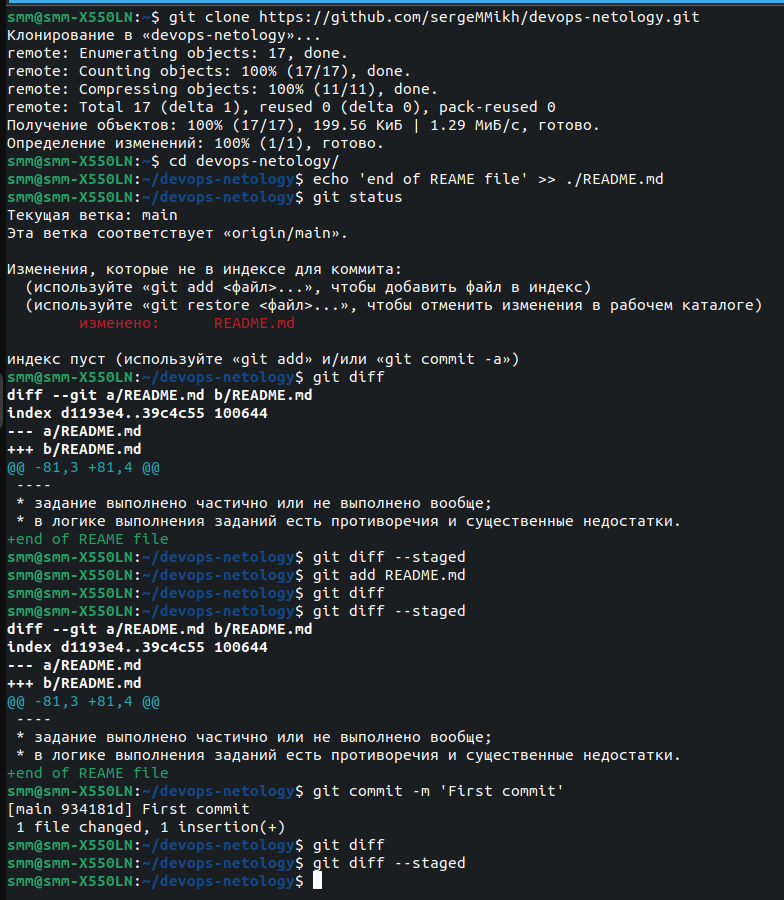 smm@smm-X550LN:~$ git clone https://github.com/sergeMMikh/devops-netology.git
Клонирование в «devops-netology»...
remote: Enumerating objects: 17, done.
remote: Counting objects: 100% (17/17), done.
remote: Compressing objects: 100% (11/11), done.
remote: Total 17 (delta 1), reused 0 (delta 0), pack-reused 0
Получение объектов: 100% (17/17), 199.56 КиБ | 1.29 МиБ/с, готово.
Определение изменений: 100% (1/1), готово.
smm@smm-X550LN:~$ cd devops-netology/
smm@smm-X550LN:~/devops-netology$ echo 'end of REAME file' >> ./README.md
smm@smm-X550LN:~/devops-netology$ git status
Текущая ветка: main
Эта ветка соответствует «origin/main».
Изменения, которые не в индексе для коммита:
  (используйте «git add <файл>...», чтобы добавить файл в индекс)
  (используйте «git restore <файл>...», чтобы отменить изменения в рабочем каталоге)
        изменено:      README.md
индекс пуст (используйте «git add» и/или «git commit -a»)
smm@smm-X550LN:~/devops-netology$ git diff
diff --git a/README.md b/README.md
index d1193e4..39c4c55 100644
--- a/README.md
+++ b/README.md
@@ -81,3 +81,4 @@
 ----
 * задание выполнено частично или не выполнено вообще;
 * в логике выполнения заданий есть противоречия и существенные недостатки.
+end of REAME file
smm@smm-X550LN:~/devops-netology$ git diff --staged
smm@smm-X550LN:~/devops-netology$ git add README.md
smm@smm-X550LN:~/devops-netology$ git diff
smm@smm-X550LN:~/devops-netology$ git diff --staged
diff --git a/README.md b/README.md
index d1193e4..39c4c55 100644
--- a/README.md
+++ b/README.md
@@ -81,3 +81,4 @@
 ----
 * задание выполнено частично или не выполнено вообще;
 * в логике выполнения заданий есть противоречия и существенные недостатки.
+end of REAME file
smm@smm-X550LN:~/devops-netology$ git commit -m 'First commit'
[main 934181d] First commit
 1 file changed, 1 insertion(+)
smm@smm-X550LN:~/devops-netology$ git diff
smm@smm-X550LN:~/devops-netology$ git diff --staged
smm@smm-X550LN:~/devops-netology$